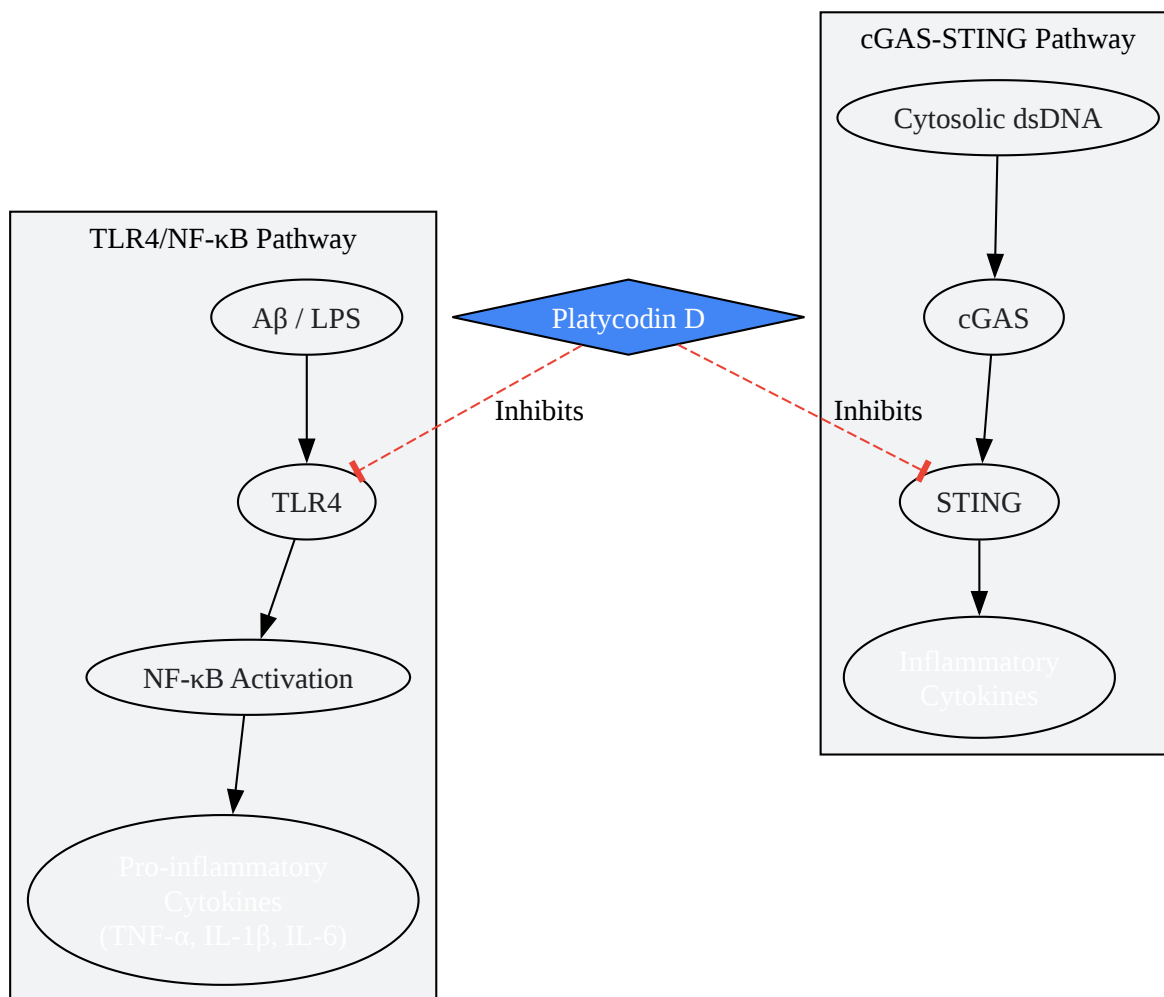 cGAS-STING Pathway
Cytosolic dsDNA
TLR4/NF-κB Pathway
Aβ / LPS
Platycodin D
cGAS
Inhibits
Inhibits
TLR4
STING
NF-κB Activation
Inflammatory
Cytokines
Pro-inflammatory
Cytokines
(TNF-α, IL-1β, IL-6)